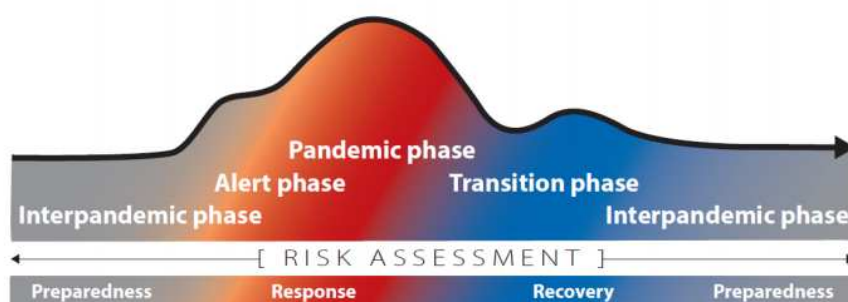 Pandemic phase
Alert phase
Transition phase
Interpandemic phase
Interpandemic phase
[ RISK ASSESSMENT ]
Preparedness
Response
Recovery
Preparedness